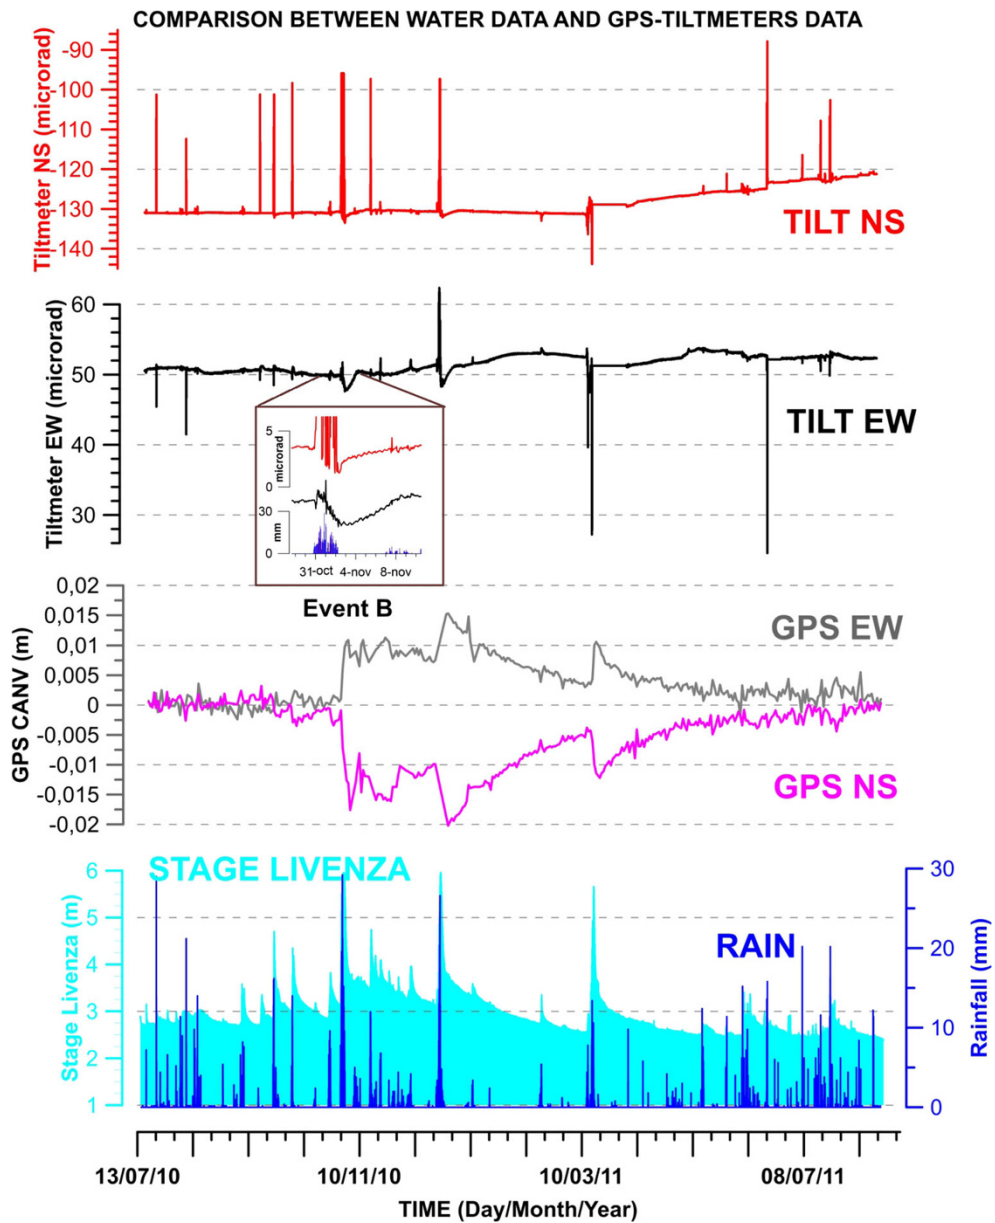 COMPARISON BETWEEN WATER DATA AND GPS-TILTMETERS DATA
Tiltmeter NS (microrad)
-90
-100
-110
-120
-130
-140
TILT NS
Tiltmeter EW (microrad)
60
50
40
30
TILT EW
microrad
5
0
mm
30
0
31-oct 4-nov 8-nov
Event B
GPS CANV (m)
0,02
0,015
0,01
0,005
0
-0,005
-0,01
-0,015
-0,02
GPS EW
GPS NS
STAGE LIVENZA
Stage Livenza (m)
6
5
4
3
2
1
RAIN
30
20
10
0
Rainfall (mm)
13/07/10 10/11/10 10/03/11 08/07/11
TIME (Day/Month/Year)